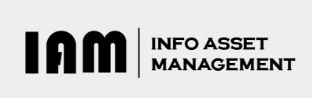 IAM
INFO ASSET
MANAGEMENT